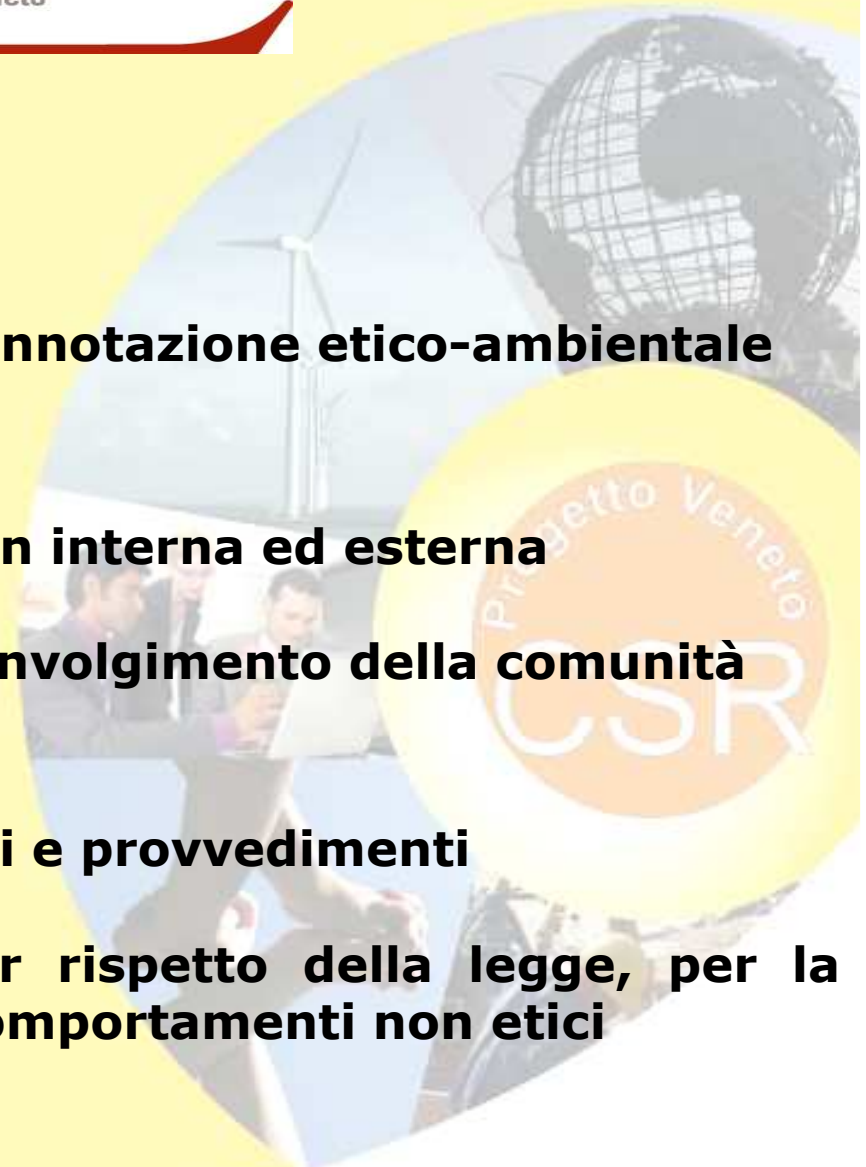 nnotazione etico-ambientale
n interna ed esterna
Progetto Veneto
CSR
nvolgimento della comunità
i e provvedimenti
r rispetto della legge, per la
omportamenti non etici